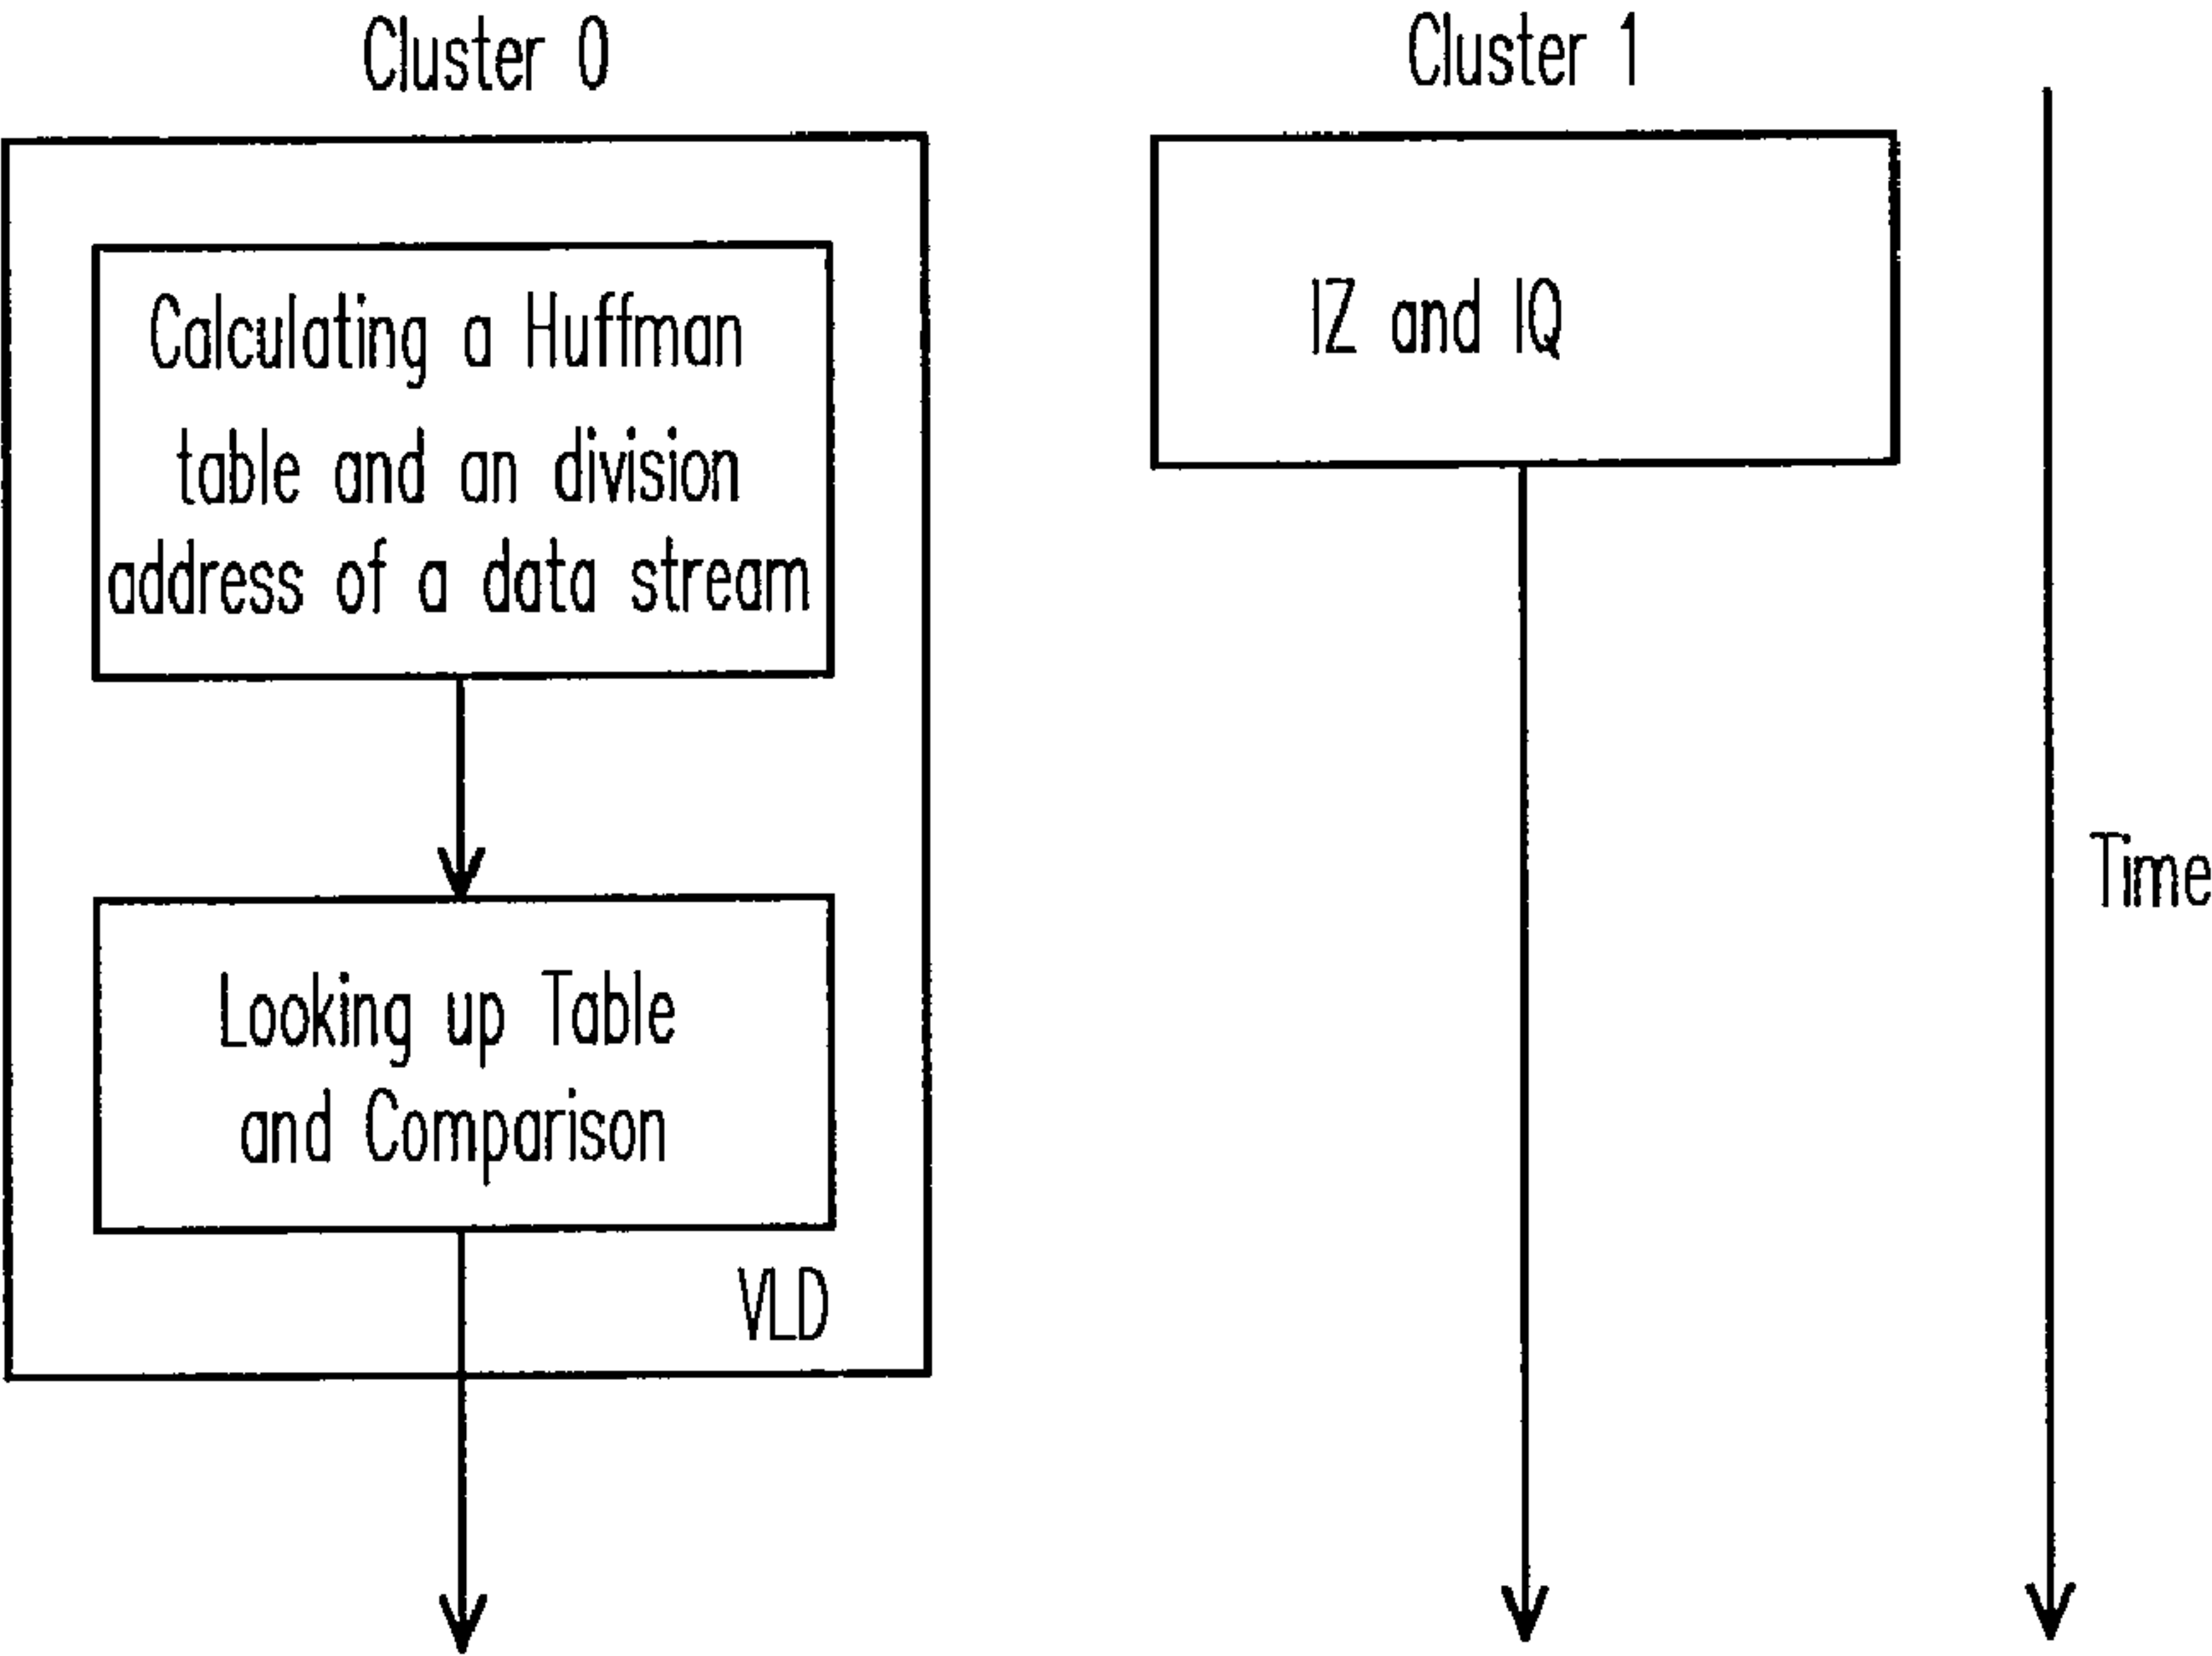 Cluster 0
Calculating a Huffman
table and an division
address of a data stream
Looking up Table
and Comparison
VLD
Cluster 1
IZ and IQ
Time